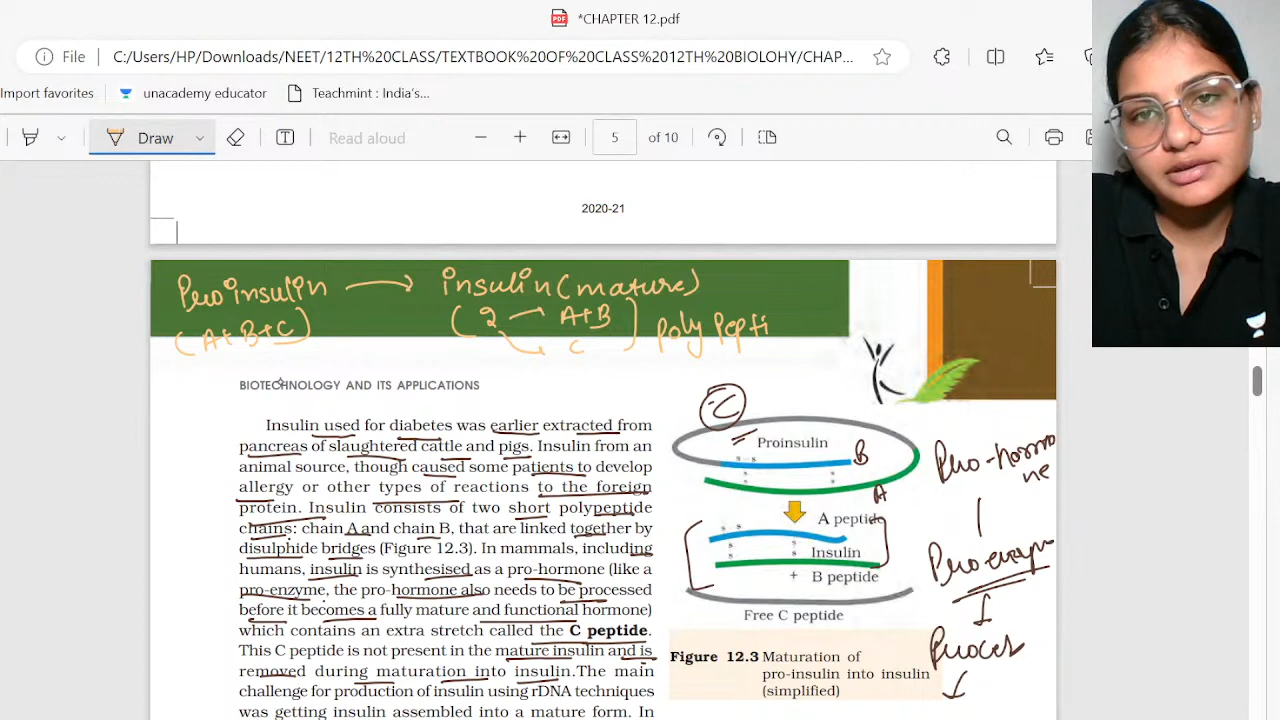 *CHAPTER 12.pdf
File C:/Users/HP/Downloads/NEET/12TH%20CLASS/TEXTBOOK%20OF%20CLASS%2012TH%20BIOLOHY/CHAP...
Import favorites unacademy educator Teachmint : India's...
Draw Read aloud 5 of 10
2020-21
Proinsulin → insulin (mature)
(A+B+C) (2 → A+B) Poly Pepti
C
BIOTECHNOLOGY AND ITS APPLICATIONS
Insulin used for diabetes was earlier extracted from
pancreas of slaughtered cattle and pigs. Insulin from an
animal source, though caused some patients to develop
allergy or other types of reactions to the foreign
protein. Insulin consists of two short polypeptide
chains: chain A and chain B, that are linked together by
disulphide bridges (Figure 12.3). In mammals, including
humans, insulin is synthesised as a pro-hormone (like a
pro-enzyme, the pro-hormone also needs to be processed
before it becomes a fully mature and functional hormone)
which contains an extra stretch called the C peptide.
This C peptide is not present in the mature insulin and is
removed during maturation into insulin.The main
challenge for production of insulin using rDNA techniques
was getting insulin assembled into a mature form. In
C
Proinsulin
s s
B
s s
s s
A
A peptide
s s
s s
s s
Insulin
+ B peptide
Free C peptide
Figure 12.3 Maturation of
pro-insulin into insulin
(simplified)
Pro-hormo
ne